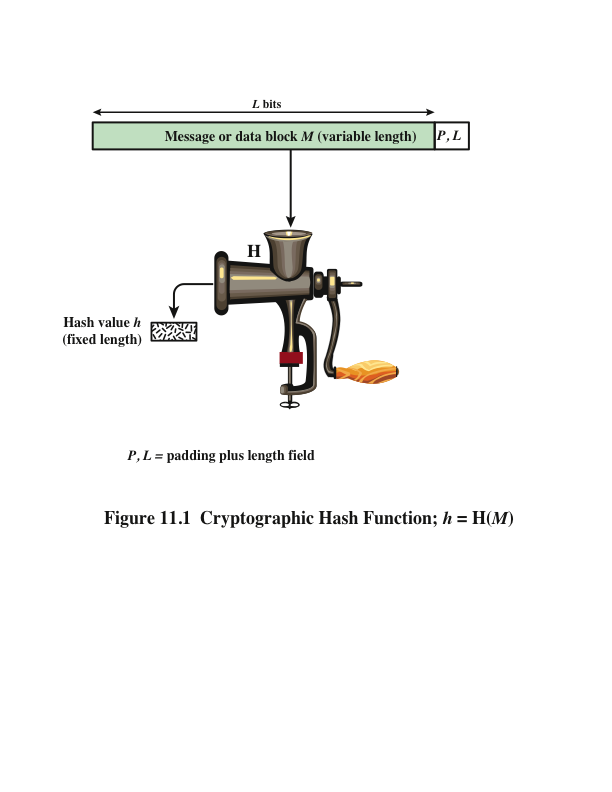 L bits
Message or data block M (variable length)
P, L
H
Hash value h
(fixed length)
P, L = padding plus length field
Figure 11.1 Cryptographic Hash Function; h = H(M)